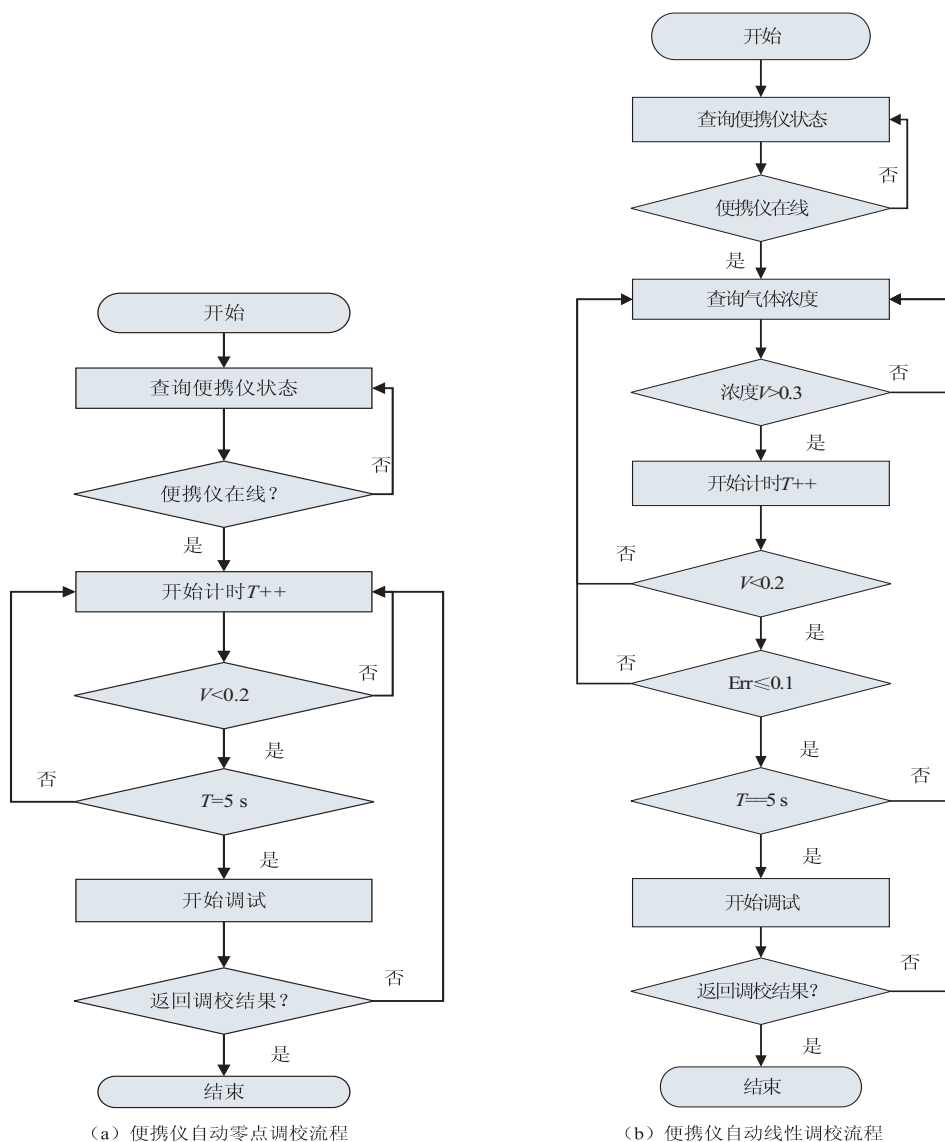 开始
查询便携仪状态
否
便携仪在线？
是
开始计时T++
否
V<0.2
是
否
T=5 s
是
开始调试
否
返回调校结果？
是
结束
（a）便携仪自动零点调校流程
开始
查询便携仪状态
否
便携仪在线
是
查询气体浓度
否
浓度V>0.3
是
开始计时T++
否
V<0.2
是
否
Err≤0.1
是
否
T==5 s
是
开始调试
否
返回调校结果？
是
结束
（b）便携仪自动线性调校流程